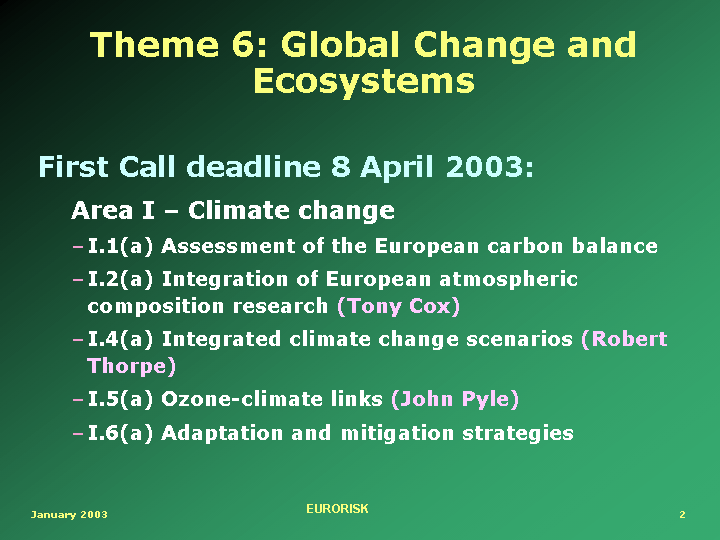 Theme 6: Global Change and
Ecosystems
First Call deadline 8 April 2003:
Area I – Climate change
– I.1(a) Assessment of the European carbon balance
– I.2(a) Integration of European atmospheric
composition research (Tony Cox)
– I.4(a) Integrated climate change scenarios (Robert
Thorpe)
– I.5(a) Ozone-climate links (John Pyle)
– I.6(a) Adaptation and mitigation strategies
January 2003
EURORISK
2